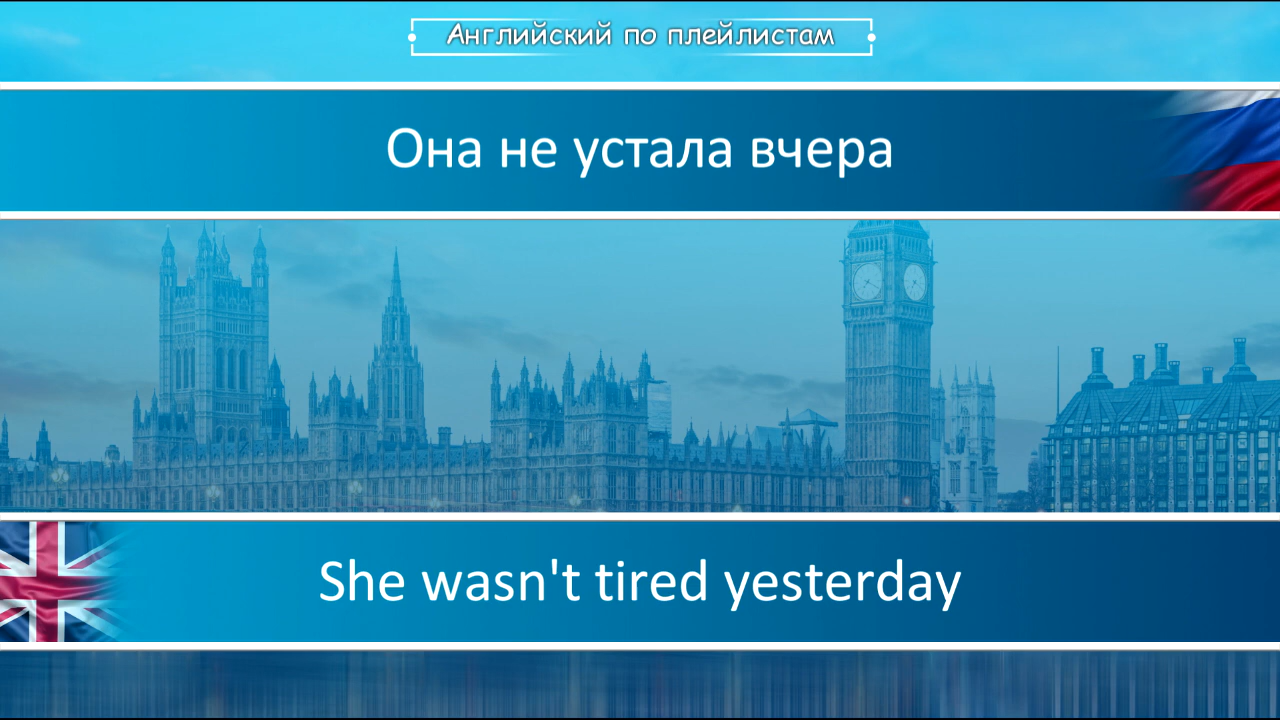 Английский по плейлистам
Она не устала вчера
She wasn't tired yesterday